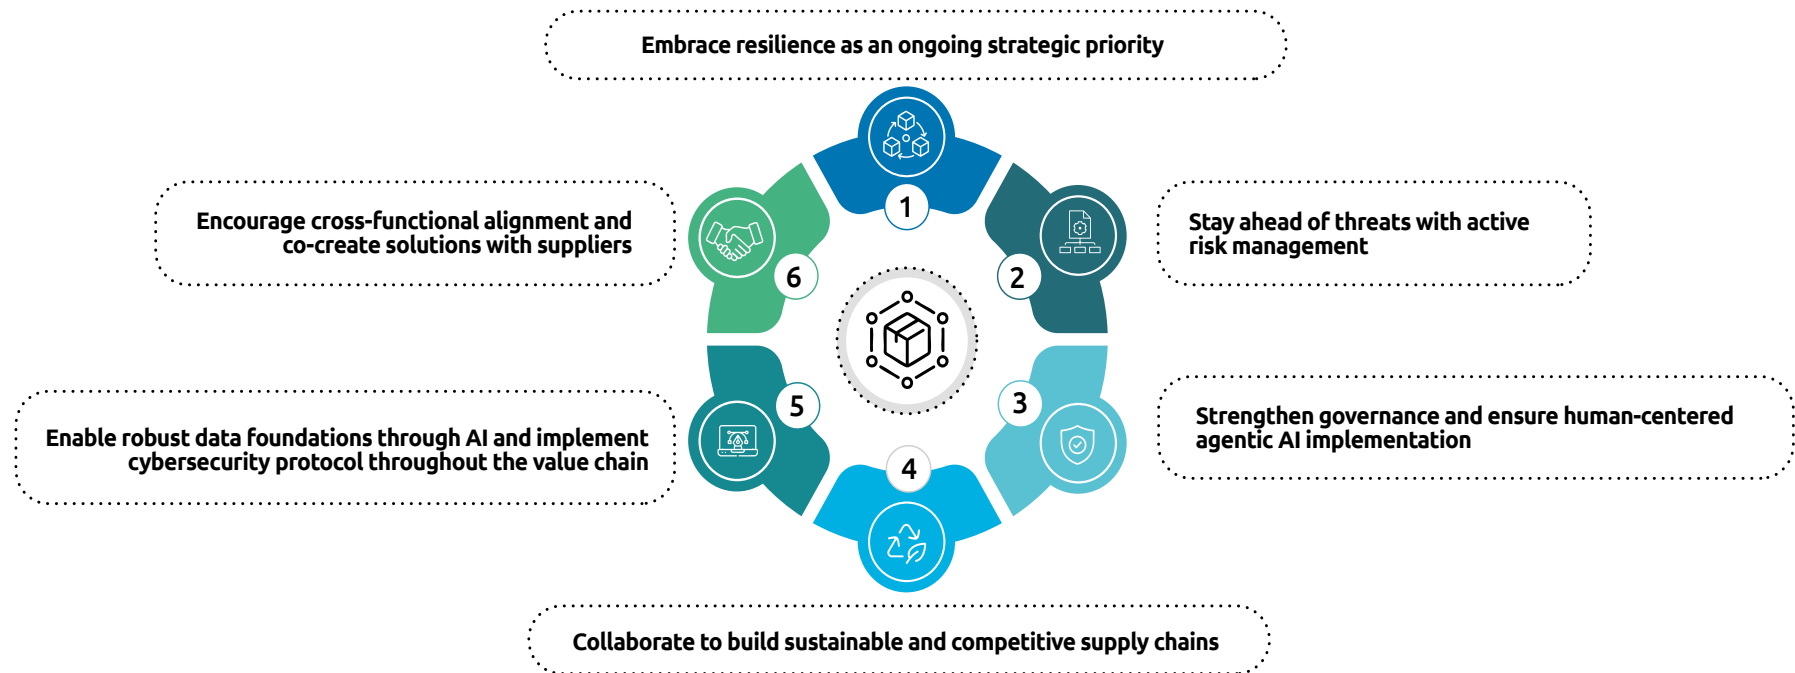 Embrace resilience as an ongoing strategic priority
1
Stay ahead of threats with active
risk management
2
Strengthen governance and ensure human-centered
agentic AI implementation
3
4
Collaborate to build sustainable and competitive supply chains
5
Enable robust data foundations through AI and implement
cybersecurity protocol throughout the value chain
6
Encourage cross-functional alignment and
co-create solutions with suppliers